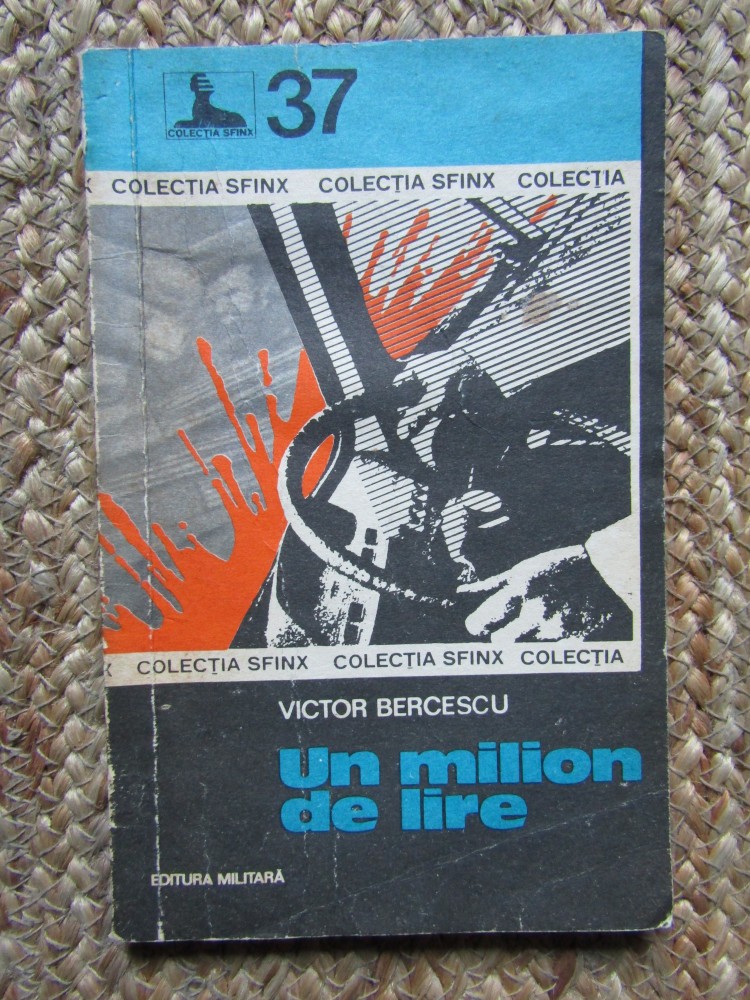 COLECȚIA SFINX
37
X COLECȚIA SFINX COLECȚIA SFINX COLECȚIA
X COLECȚIA SFINX COLECȚIA SFINX COLECȚIA
VICTOR BERCESCU
Un milion
de lire
EDITURA MILITARĂ